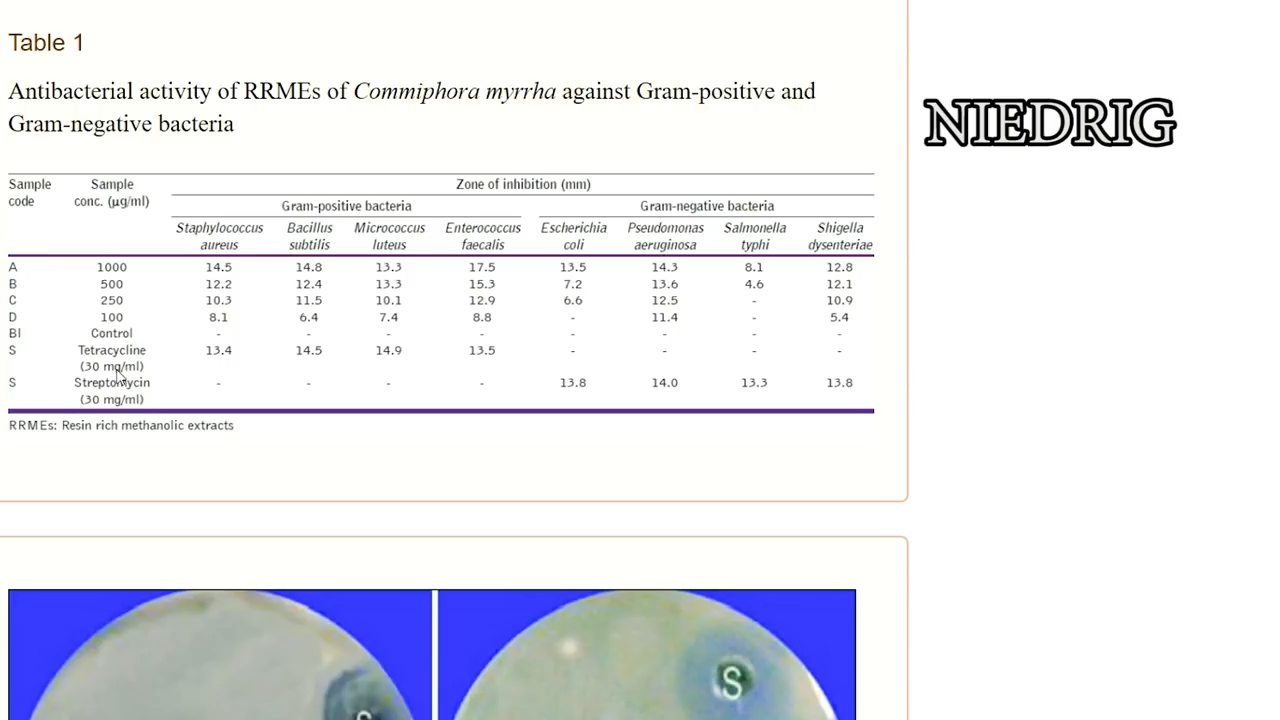 Table 1
NIEDRIG
Antibacterial activity of RRMEs of Commiphora myrrha against Gram-positive and
Gram-negative bacteria
Sample code Sample conc. (μg/ml) Zone of inhibition (mm)
Gram-positive bacteria Gram-negative bacteria
Staphylococcus aureus Bacillus subtilis Micrococcus luteus Enterococcus faecalis Escherichia coli Pseudomonas aeruginosa Salmonella typhi Shigella dysenteriae
A 1000 14.5 14.8 13.3 17.5 13.5 14.3 8.1 12.8
B 500 12.2 12.4 13.3 15.3 7.2 13.6 4.6 12.1
C 250 10.3 11.5 10.1 12.9 6.6 12.5 - 10.9
D 100 8.1 6.4 7.4 8.8 - 11.4 - 5.4
Bl Control - - - - - - - -
S Tetracycline 13.4 14.5 14.9 13.5 - - - -
(30 mg/ml)
S Streptomycin - - - - 13.8 14.0 13.3 13.8
(30 mg/ml)
RRMEs: Resin rich methanolic extracts
S
S